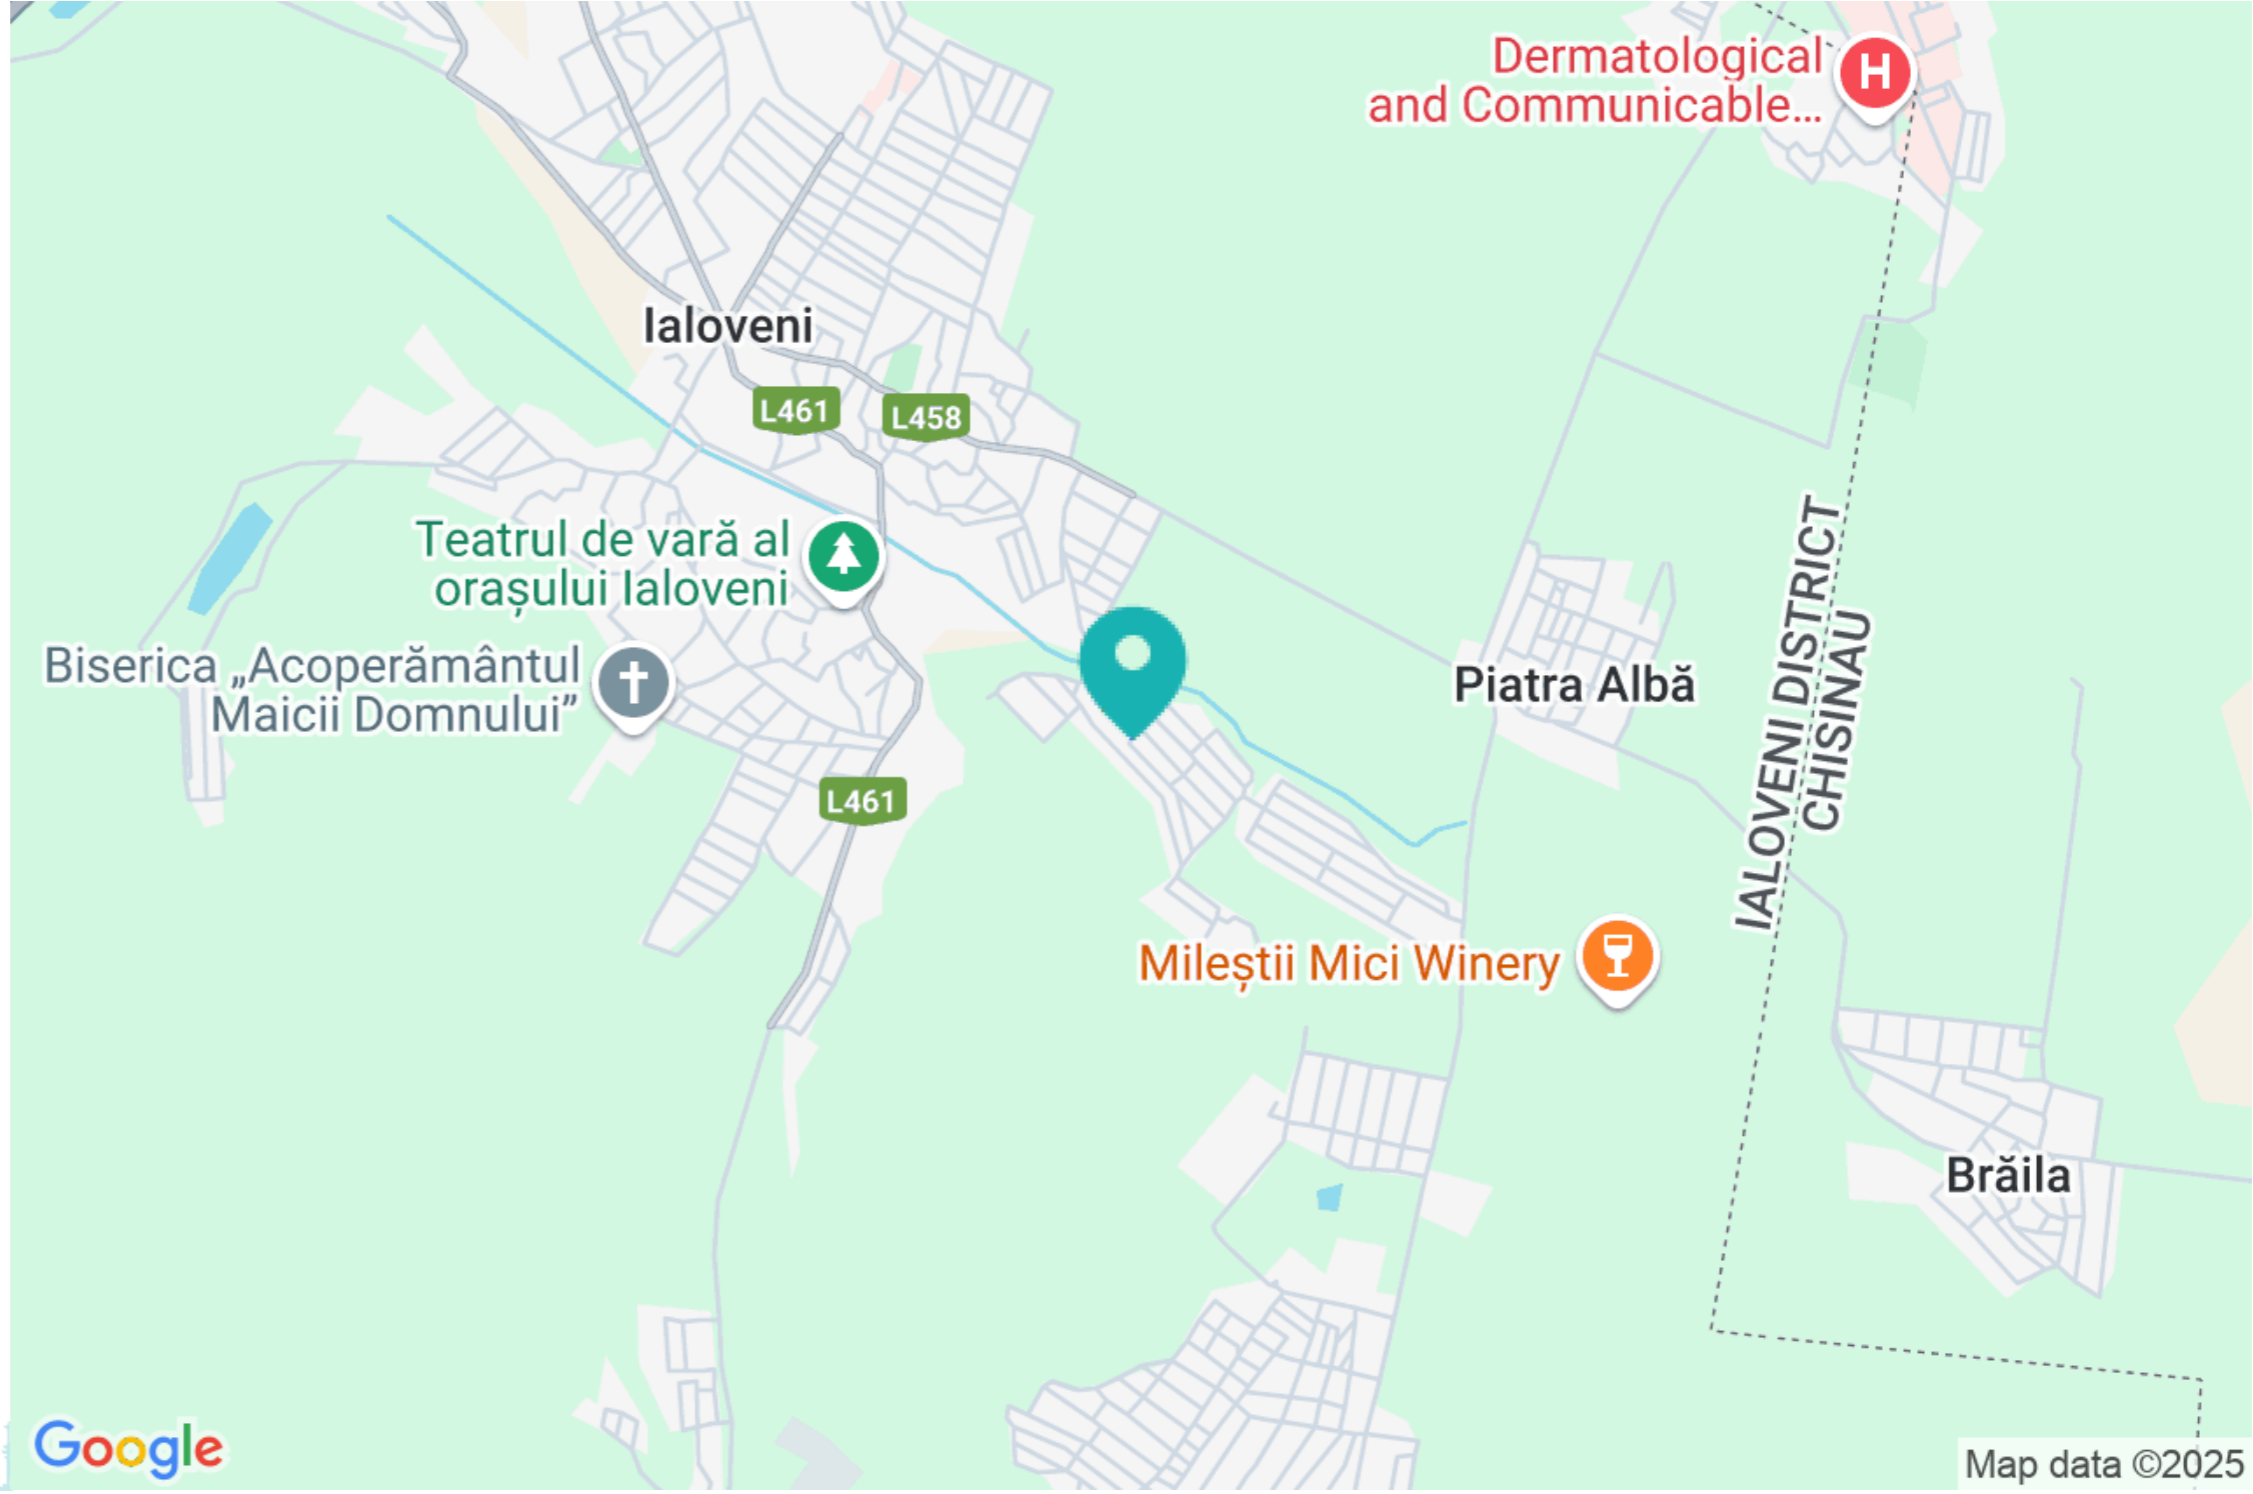 Dermatological
and Communicable...
H
Ialoveni
L461
L458
Teatrul de vară al
orașului Ialoveni
Biserica „Acoperământul
Maicii Domnului”
Piatra Albă
IALOVENI DISTRICT
CHISINAU
L461
Mileștii Mici Winery
Brăila
Google
Map data ©2025